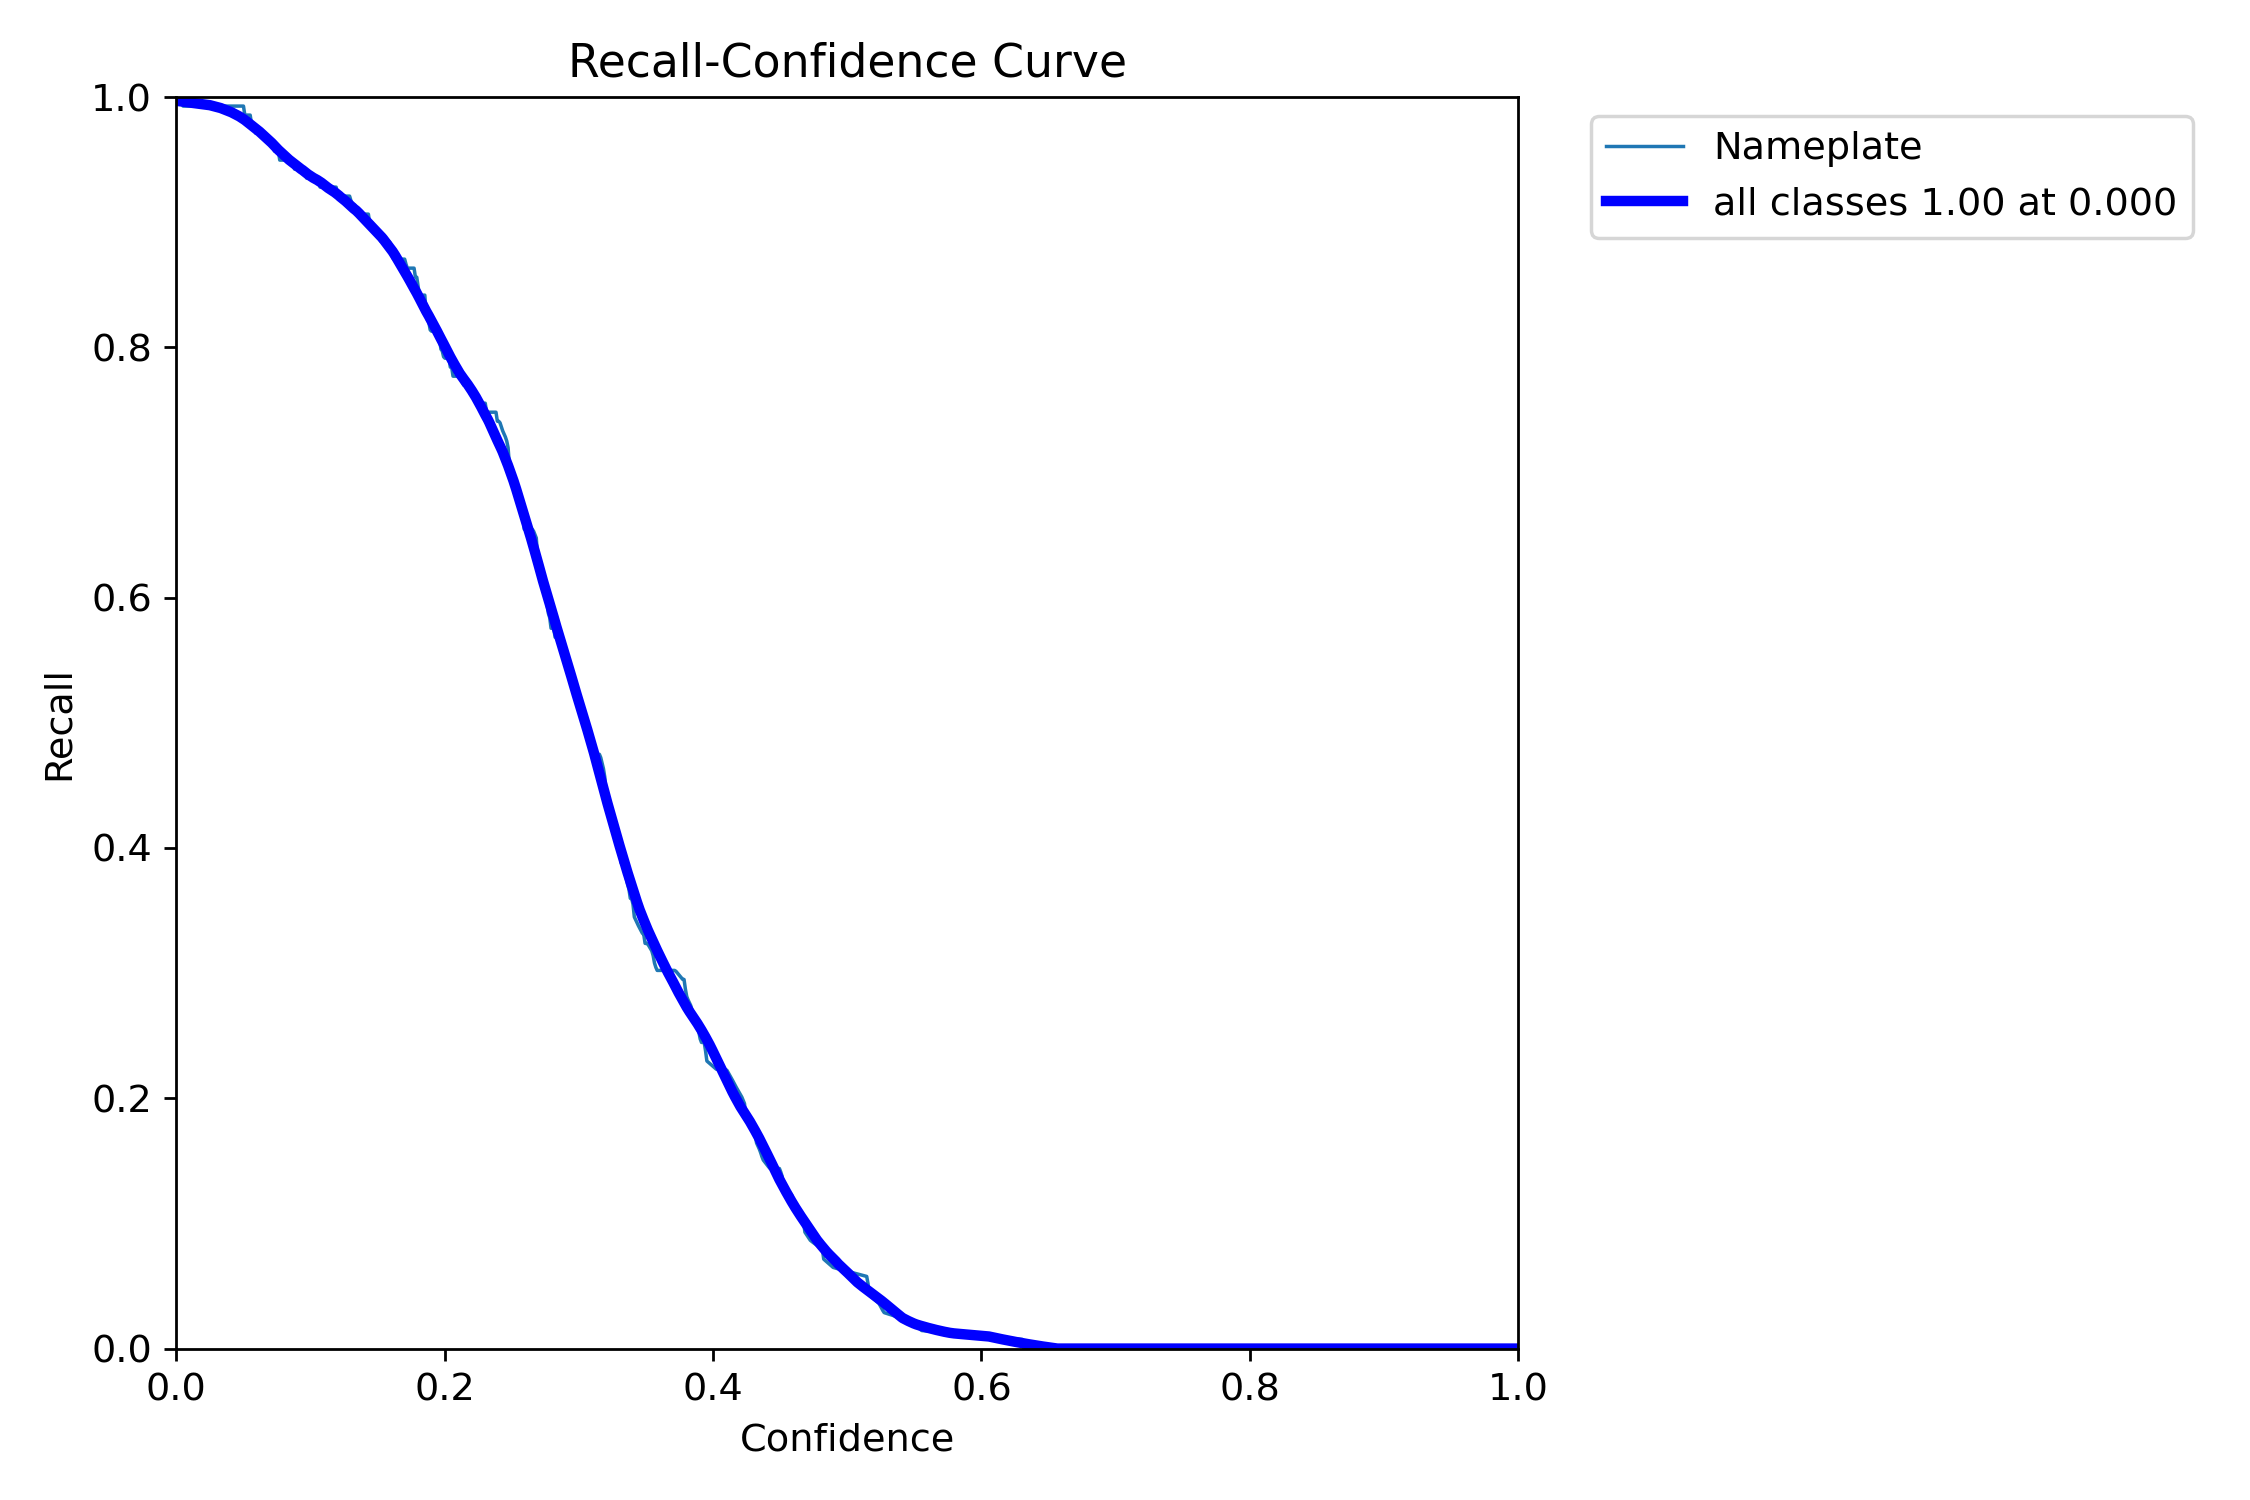 Recall-Confidence Curve
1.0
0.8
0.6
0.4
0.2
0.0
Recall
0.0 0.2 0.4 0.6 0.8 1.0
Confidence
Nameplate
all classes 1.00 at 0.000